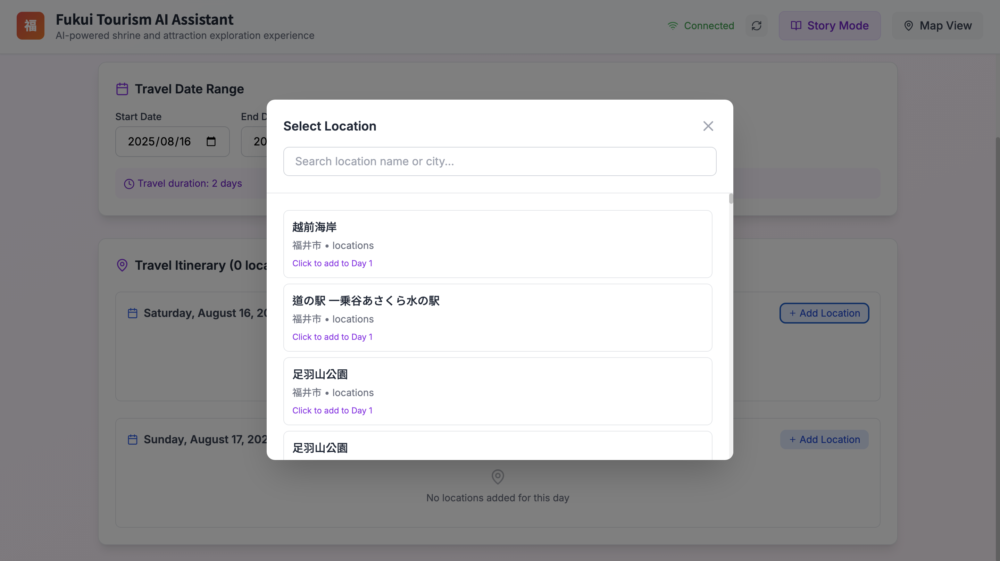 福
Fukui Tourism AI Assistant
AI-powered shrine and attraction exploration experience
Connected
Story Mode
Map View
Travel Date Range
Start Date
End D
2025/08/16
20
Travel duration: 2 days
Travel Itinerary (0 loca
Saturday, August 16, 20
+ Add Location
Sunday, August 17, 202
+ Add Location
No locations added for this day
Select Location
Search location name or city...
越前海岸
福井市 • locations
Click to add to Day 1
道の駅 一乗谷あさくら水の駅
福井市 • locations
Click to add to Day 1
足羽山公園
福井市 • locations
Click to add to Day 1
足羽山公園